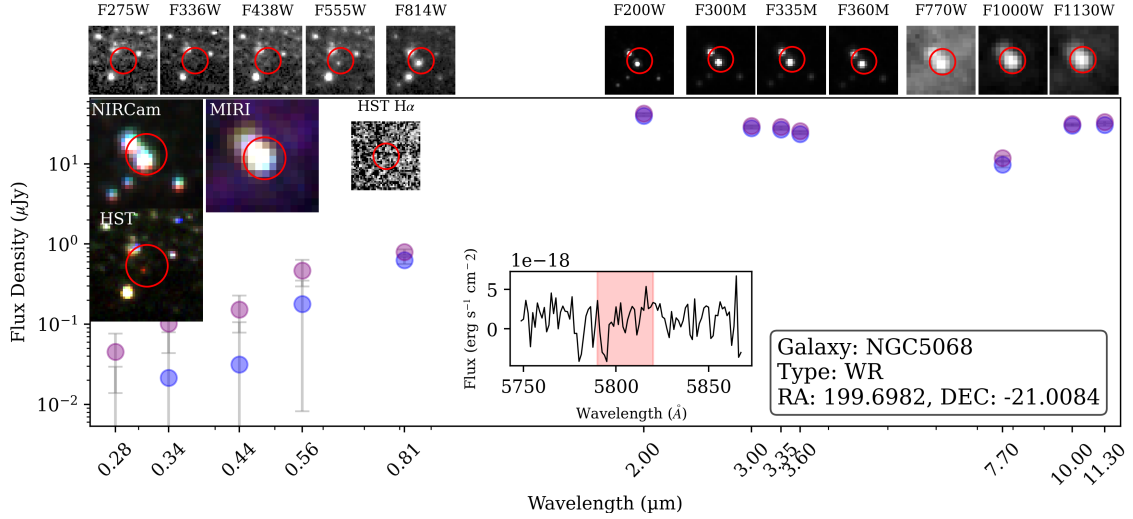 F275W F336W F438W F555W F814W F200W F300M F335M F360M F770W F1000W F1130W
NIRCam
MIRI
HST Hα
HST
Flux Density (μJy)
10¹
10⁰
10⁻¹
10⁻²
1e−18
Flux (erg s⁻¹ cm⁻²)
5
0
5750 5800 5850
Wavelength (Å)
Galaxy: NGC5068
Type: WR
RA: 199.6982, DEC: -21.0084
0.28 0.34 0.44 0.56 0.81 2.00 3.00 3.35 3.60 7.70 10.00 11.30
Wavelength (μm)